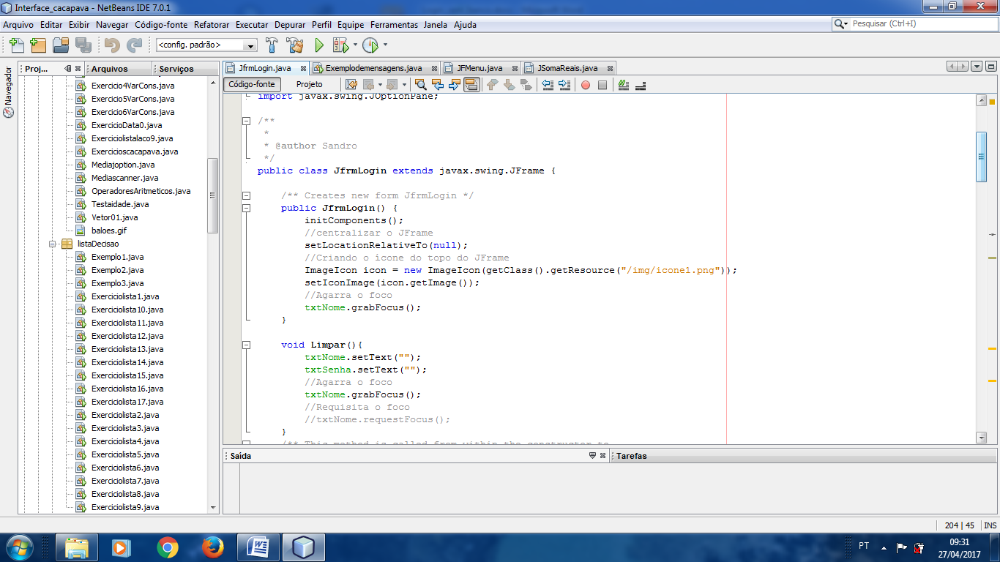 Interface_cacapava - NetBeans IDE 7.0.1
Arquivo Editar Exibir Navegar Código-fonte Refatorar Executar Depurar Perfil Equipe Ferramentas Janela Ajuda
Pesquisar (Ctrl+I)
<config. padrão>
Navegador
Proj... Arquivos Serviços
Exercicio4VarCons.java
Exercicio5VarCons.java
Exercicio6VarCons.java
ExercicioData0.java
Exerciciolistalaco9.java
Exercicioscacapava.java
Mediajoption.java
Mediascanner.java
OperadoresAritmeticos.java
Testaidade.java
Vetor01.java
baloes.gif
listaDecisao
Exemplo1.java
Exemplo2.java
Exemplo3.java
Exerciciolista1.java
Exerciciolista10.java
Exerciciolista11.java
Exerciciolista12.java
Exerciciolista13.java
Exerciciolista14.java
Exerciciolista15.java
Exerciciolista16.java
Exerciciolista17.java
Exerciciolista2.java
Exerciciolista3.java
Exerciciolista4.java
Exerciciolista5.java
Exerciciolista6.java
Exerciciolista7.java
Exerciciolista8.java
Exerciciolista9.java
JfrmLogin.java Exemplodemensagens.java JFMenu.java JSomaReais.java
Código-fonte Projeto
import javax.swing.JOptionPane;
/**
*
* @author Sandro
*/
public class JfrmLogin extends javax.swing.JFrame {
/** Creates new form JfrmLogin */
public JfrmLogin() {
initComponents();
//centralizar o JFrame
setLocationRelativeTo(null);
//Criando o ícone do topo do JFrame
ImageIcon icon = new ImageIcon(getClass().getResource("/img/icone1.png"));
setIconImage(icon.getImage());
//Agarra o foco
txtNome.grabFocus();
}
void Limpar(){
txtNome.setText("");
txtSenha.setText("");
//Agarra o foco
txtNome.grabFocus();
//Requisita o foco
//txtNome.requestFocus();
}
/** This method is called from within the constructor to
Saída
Tarefas
204 | 45 INS
PT
09:31
27/04/2017